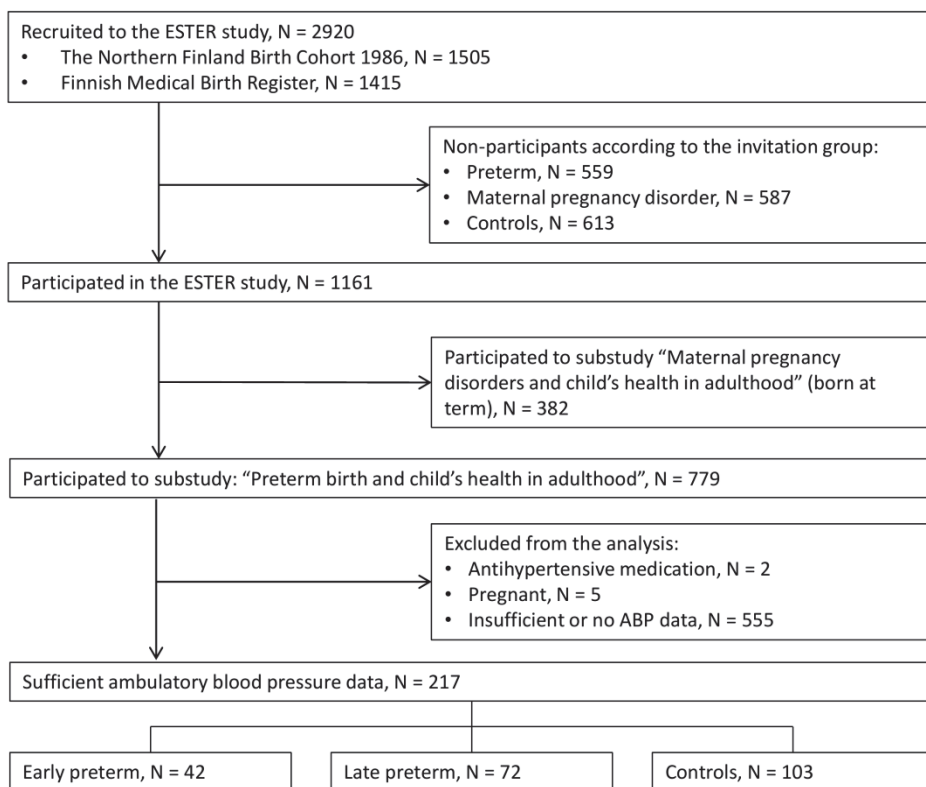 Recruited to the ESTER study, N = 2920
• The Northern Finland Birth Cohort 1986, N = 1505
• Finnish Medical Birth Register, N = 1415
Non-participants according to the invitation group:
• Preterm, N = 559
• Maternal pregnancy disorder, N = 587
• Controls, N = 613
Participated in the ESTER study, N = 1161
Participated to substudy “Maternal pregnancy
disorders and child’s health in adulthood” (born at
term), N = 382
Participated to substudy: “Preterm birth and child’s health in adulthood”, N = 779
Excluded from the analysis:
• Antihypertensive medication, N = 2
• Pregnant, N = 5
• Insufficient or no ABP data, N = 555
Sufficient ambulatory blood pressure data, N = 217
Early preterm, N = 42
Late preterm, N = 72
Controls, N = 103